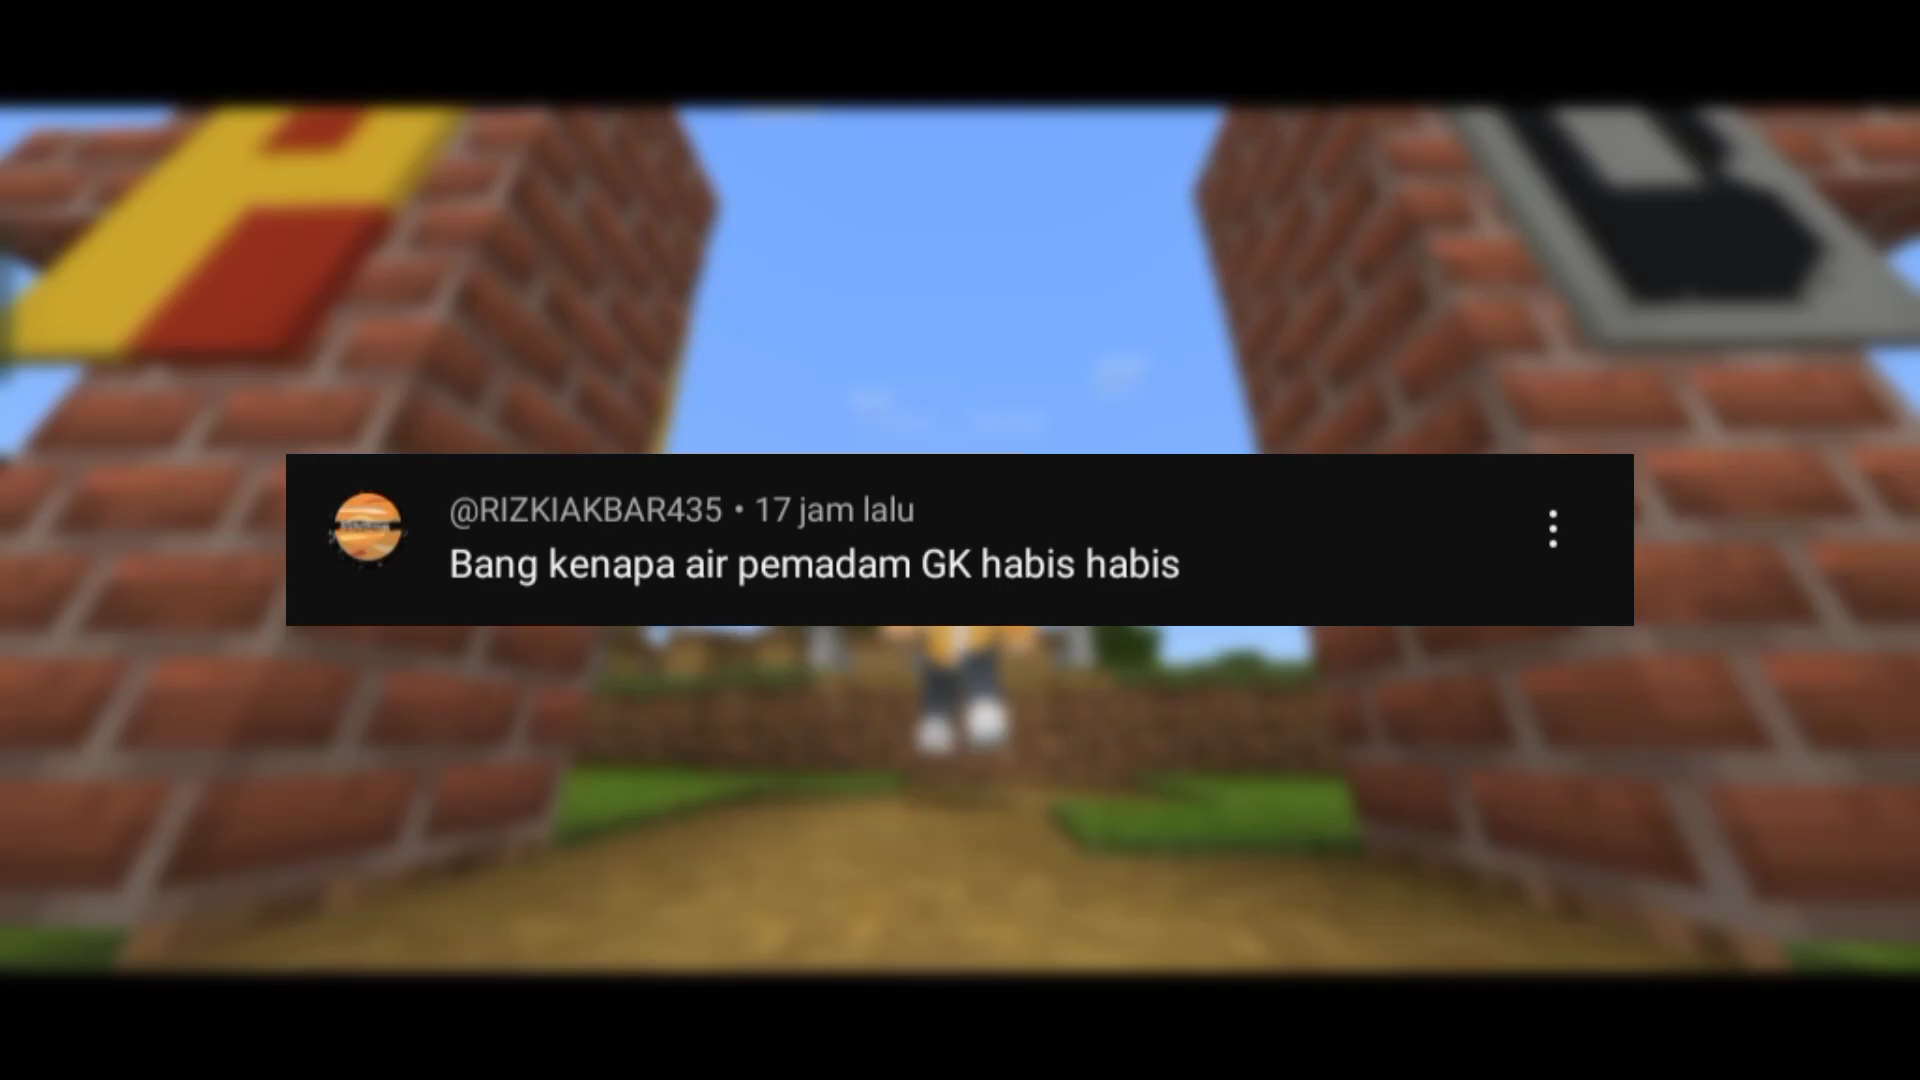 @RIZKIAKBAR435 • 17 jam lalu
Bang kenapa air pemadam GK habis habis